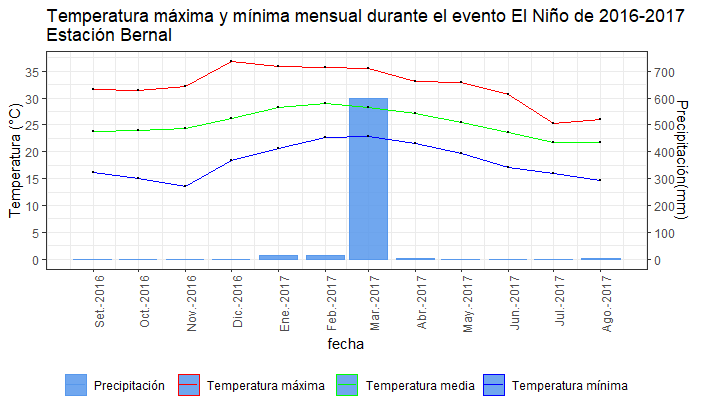 Temperatura máxima y mínima mensual durante el evento El Niño de 2016-2017
Estación Bernal
Temperatura (°C)
35
30
25
20
15
10
5
0
700
600
500
400
300
200
100
0
Precipitación(mm)
Set.-2016
Oct.-2016
Nov.-2016
Dic.-2016
Ene.-2017
Feb.-2017
Mar.-2017
Abr.-2017
May.-2017
Jun.-2017
Jul.-2017
Ago.-2017
fecha
Precipitación Temperatura máxima Temperatura media Temperatura mínima